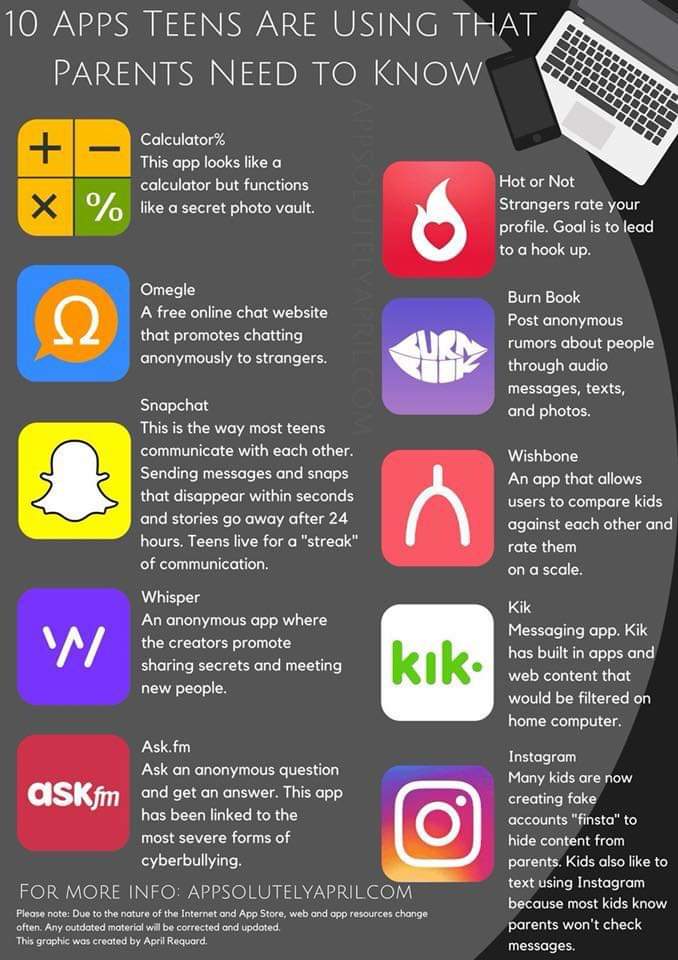 10 APPS TEENS ARE USING THAT
PARENTS NEED TO KNOW
Calculator%
This app looks like a
calculator but functions
like a secret photo vault.
Omegle
A free online chat website
that promotes chatting
anonymously to strangers.
Snapchat
This is the way most teens
communicate with each other.
Sending messages and snaps
that disappear within seconds
and stories go away after 24
hours. Teens live for a "streak"
of communication.
Whisper
An anonymous app where
the creators promote
sharing secrets and meeting
new people.
askfm
Ask.fm
Ask an anonymous question
and get an answer. This app
has been linked to the
most severe forms of
cyberbullying.
APPSOLUTELYAPRIL.COM
Hot or Not
Strangers rate your
profile. Goal is to lead
to a hook up.
BURN
BOOK
Burn Book
Post anonymous
rumors about people
through audio
messages, texts,
and photos.
Wishbone
An app that allows
users to compare kids
against each other and
rate them
on a scale.
kik.
Kik
Messaging app. Kik
has built in apps and
web content that
would be filtered on
home computer.
Instagram
Many kids are now
creating fake
accounts "finsta" to
hide content from
parents. Kids also like to
text using Instagram
because most kids know
parents won't check
messages.
FOR MORE INFO: APPSOLUTELYAPRIL.COM
Please note: Due to the nature of the Internet and App Store, web and app resources change
often. Any outdated material will be corrected and updated.
This graphic was created by April Requard.